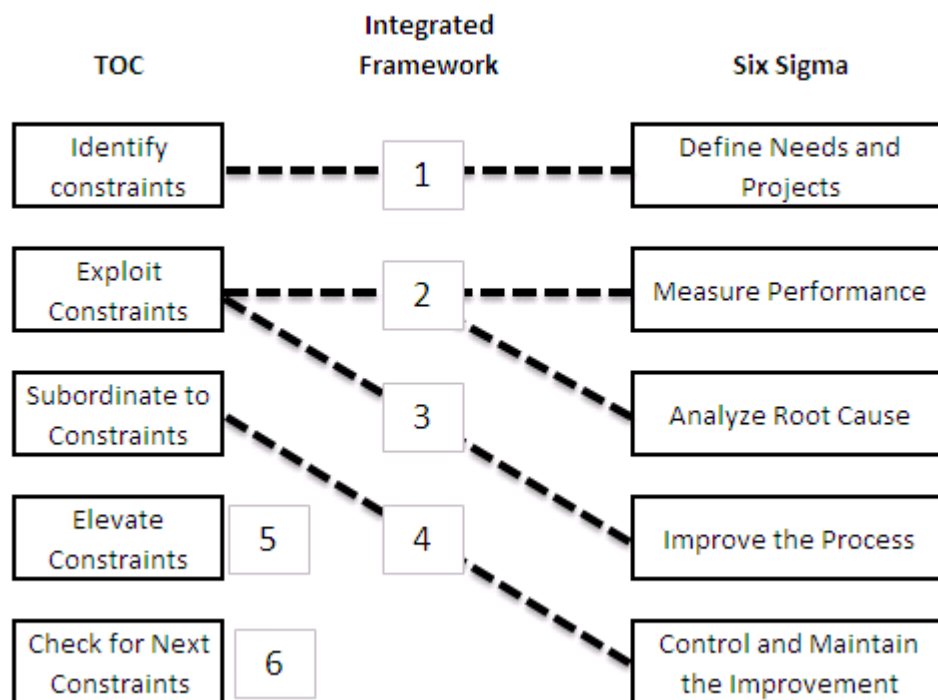 Integrated
TOC
Framework
Six Sigma
Identify
constraints
1
Define Needs and
Projects
Exploit
Constraints
2
Measure Performance
Subordinate to
Constraints
3
Analyze Root Cause
Elevate
Constraints
5
4
Improve the Process
Check for Next
Constraints
6
Control and Maintain
the Improvement